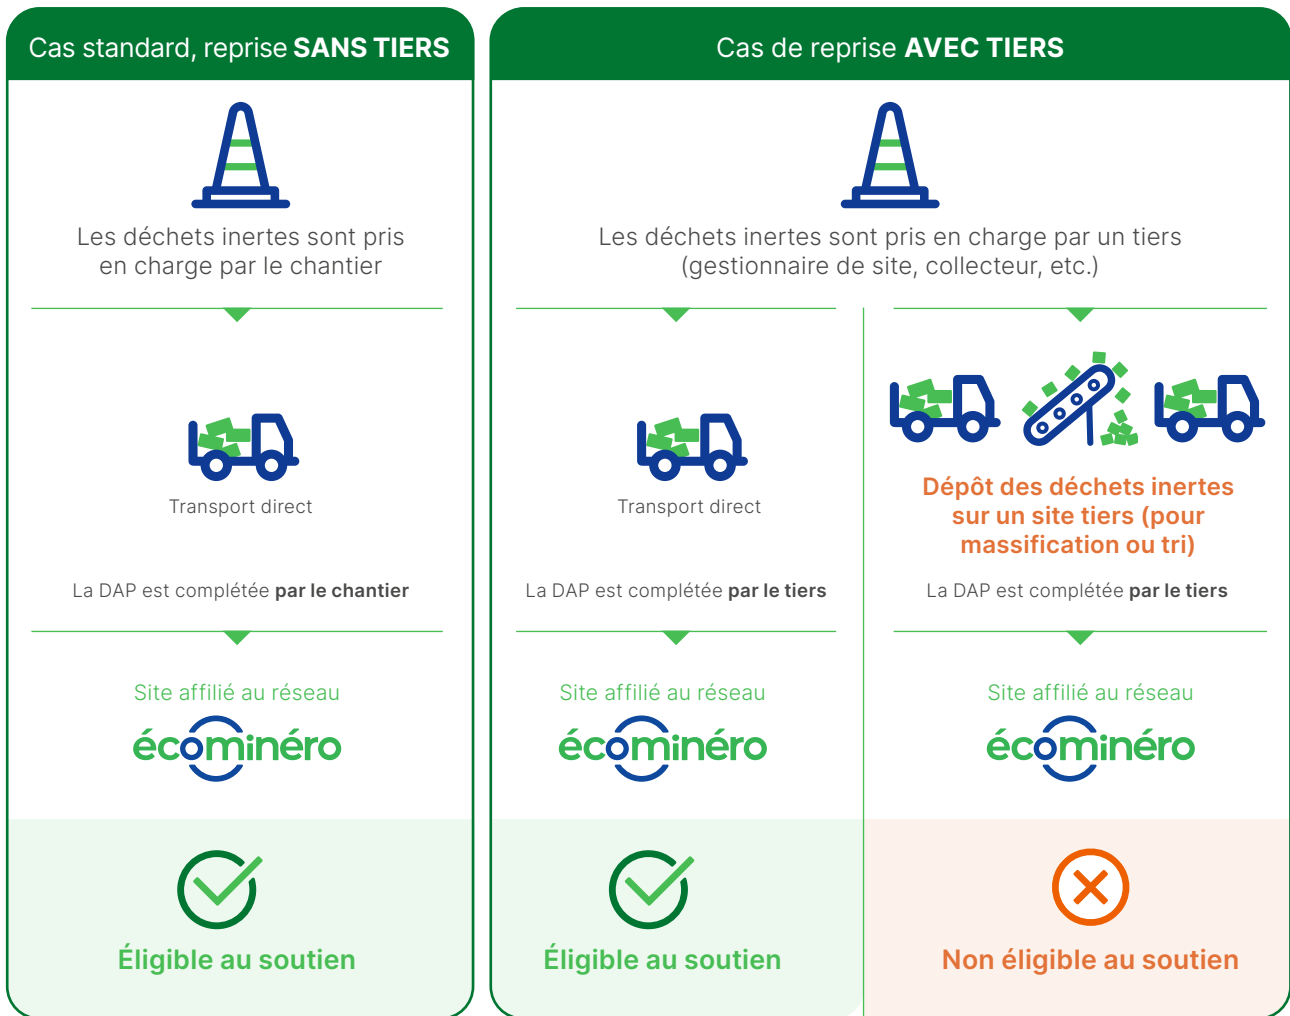 Cas standard, reprise SANS TIERS
Les déchets inertes sont pris
en charge par le chantier
Transport direct
La DAP est complétée par le chantier
Site affilié au réseau
écominéro
Éligible au soutien
Cas de reprise AVEC TIERS
Les déchets inertes sont pris en charge par un tiers
(gestionnaire de site, collecteur, etc.)
Transport direct
La DAP est complétée par le tiers
Site affilié au réseau
écominéro
Éligible au soutien
Dépôt des déchets inertes
sur un site tiers (pour
massification ou tri)
La DAP est complétée par le tiers
Site affilié au réseau
écominéro
Non éligible au soutien